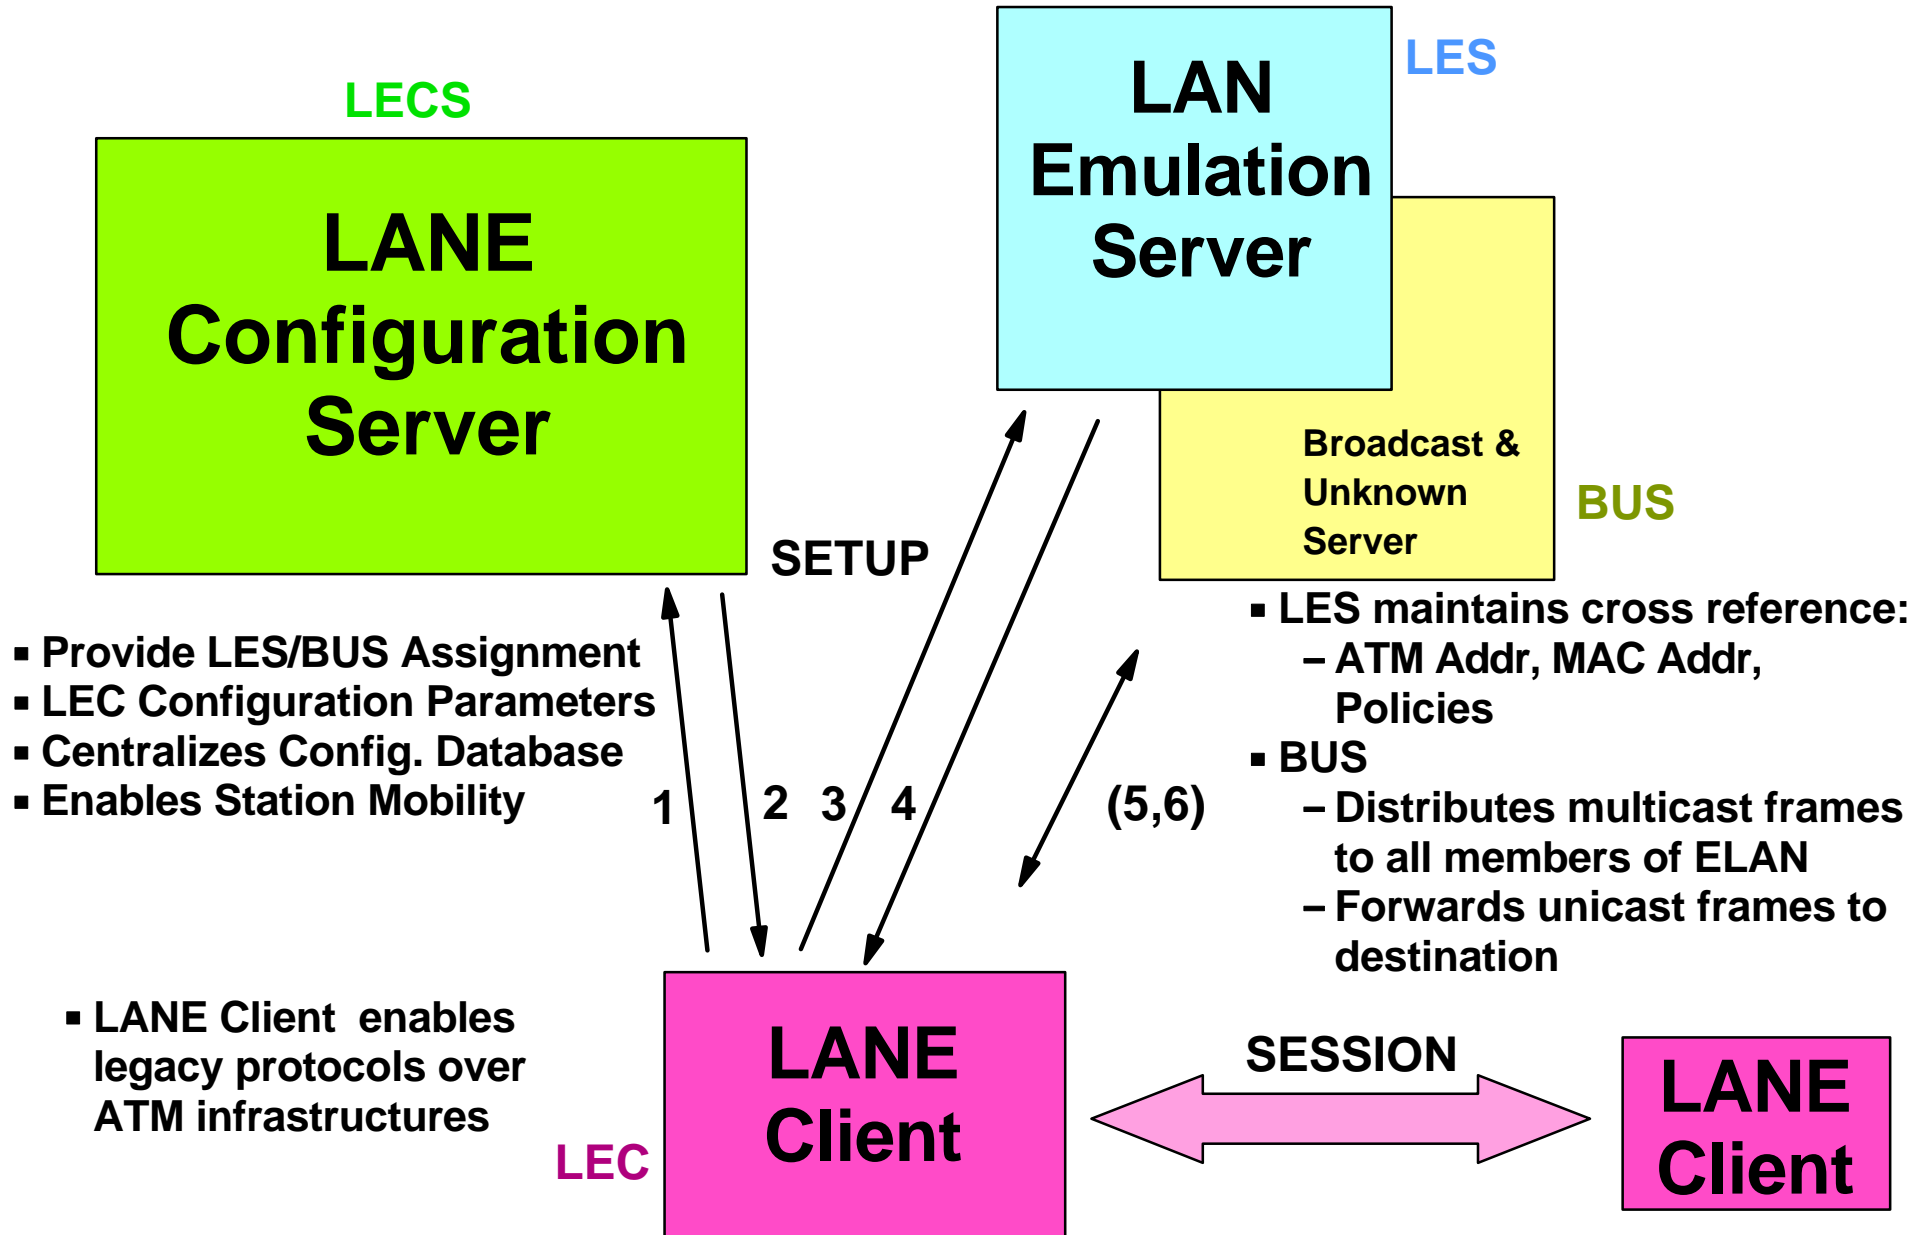 LECS
LANE
Configuration
Server
LES
LAN
Emulation
Server
Broadcast &
Unknown
Server
BUS
SETUP
▪ Provide LES/BUS Assignment
▪ LEC Configuration Parameters
▪ Centralizes Config. Database
▪ Enables Station Mobility
1
2
3
4
(5,6)
▪ LES maintains cross reference:
– ATM Addr, MAC Addr,
Policies
▪ BUS
– Distributes multicast frames
to all members of ELAN
– Forwards unicast frames to
destination
▪ LANE Client enables
legacy protocols over
ATM infrastructures
LEC
LANE
Client
SESSION
LANE
Client